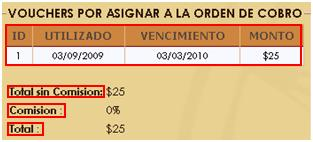 VOUCHERS POR ASIGNAR A LA ORDEN DE COBRO
ID UTILIZADO VENCIMIENTO MONTO
1 03/09/2009 03/03/2010 $25
Total sin Comision: $25
Comision : 0%
Total : $25